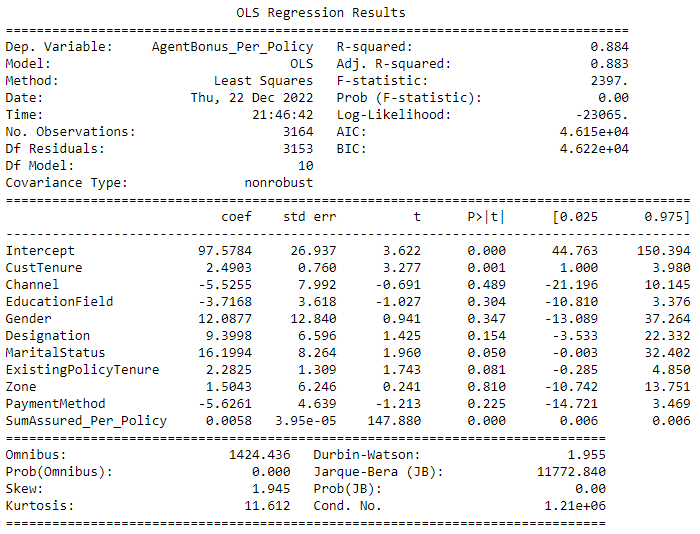 OLS Regression Results
==============================================================================
Dep. Variable: AgentBonus_Per_Policy R-squared: 0.884
Model: OLS Adj. R-squared: 0.883
Method: Least Squares F-statistic: 2397.
Date: Thu, 22 Dec 2022 Prob (F-statistic): 0.00
Time: 21:46:42 Log-Likelihood: -23065.
No. Observations: 3164 AIC: 4.615e+04
Df Residuals: 3153 BIC: 4.622e+04
Df Model: 10
Covariance Type: nonrobust
======================================================================================
coef std err t P>|t| [0.025 0.975]
--------------------------------------------------------------------------------------
Intercept 97.5784 26.937 3.622 0.000 44.763 150.394
CustTenure 2.4903 0.760 3.277 0.001 1.000 3.980
Channel -5.5255 7.992 -0.691 0.489 -21.196 10.145
EducationField -3.7168 3.618 -1.027 0.304 -10.810 3.376
Gender 12.0877 12.840 0.941 0.347 -13.089 37.264
Designation 9.3998 6.596 1.425 0.154 -3.533 22.332
MaritalStatus 16.1994 8.264 1.960 0.050 -0.003 32.402
ExistingPolicyTenure 2.2825 1.309 1.743 0.081 -0.285 4.850
Zone 1.5043 6.246 0.241 0.810 -10.742 13.751
PaymentMethod -5.6261 4.639 -1.213 0.225 -14.721 3.469
SumAssured_Per_Policy 0.0058 3.95e-05 147.880 0.000 0.006 0.006
==============================================================================
Omnibus: 1424.436 Durbin-Watson: 1.955
Prob(Omnibus): 0.000 Jarque-Bera (JB): 11772.840
Skew: 1.945 Prob(JB): 0.00
Kurtosis: 11.612 Cond. No. 1.21e+06
==============================================================================